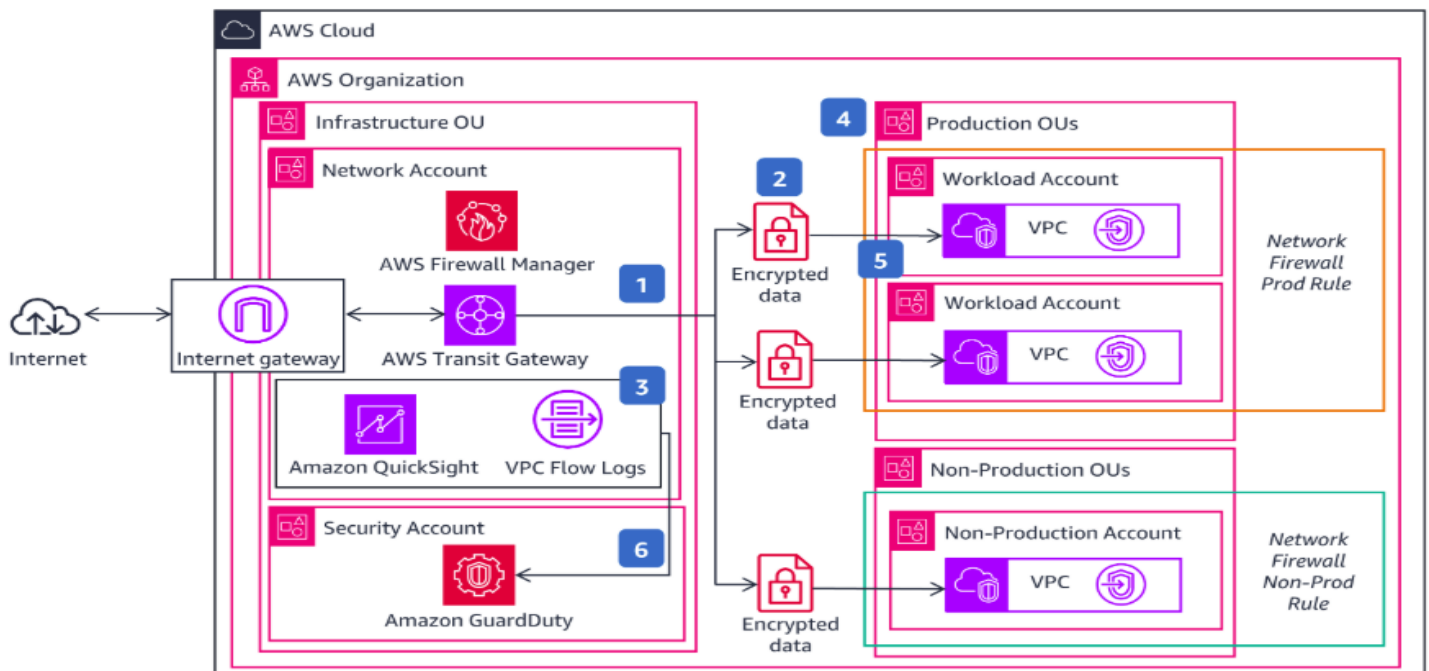 AWS Cloud
AWS Organization
Infrastructure OU
Network Account
AWS Firewall Manager
1
Internet
Internet gateway
AWS Transit Gateway
3
Amazon QuickSight
VPC Flow Logs
Security Account
6
Amazon GuardDuty
2
Encrypted
data
Encrypted
data
Encrypted
data
4
Production OUs
Workload Account
VPC
5
Workload Account
VPC
Network
Firewall
Prod Rule
Non-Production OUs
Non-Production Account
VPC
Network
Firewall
Non-Prod
Rule